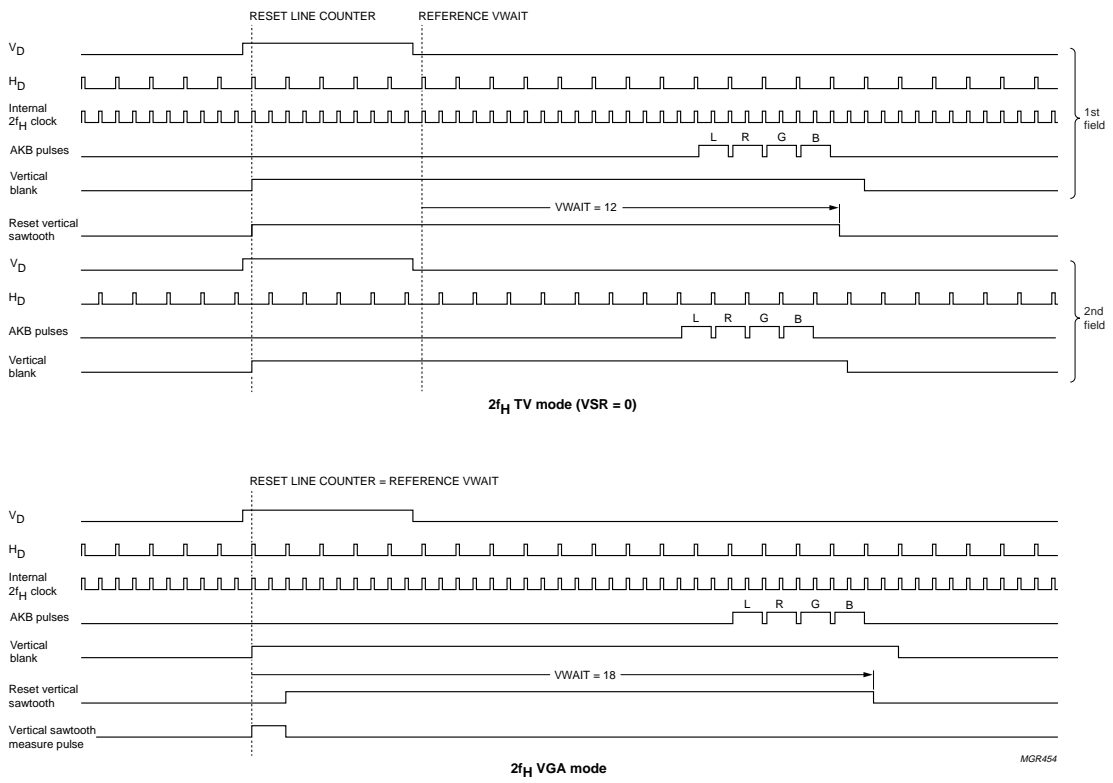 RESET LINE COUNTER REFERENCE VWAIT
VD
HD
Internal
2fH clock
AKB pulses
L R G B
Vertical
blank
VWAIT = 12
Reset vertical
sawtooth
1st
field
VD
HD
AKB pulses
L R G B
Vertical
blank
2nd
field
2fH TV mode (VSR = 0)
RESET LINE COUNTER = REFERENCE VWAIT
VD
HD
Internal
2fH clock
AKB pulses
L R G B
Vertical
blank
VWAIT = 18
Reset vertical
sawtooth
Vertical sawtooth
measure pulse
2fH VGA mode
MGR454